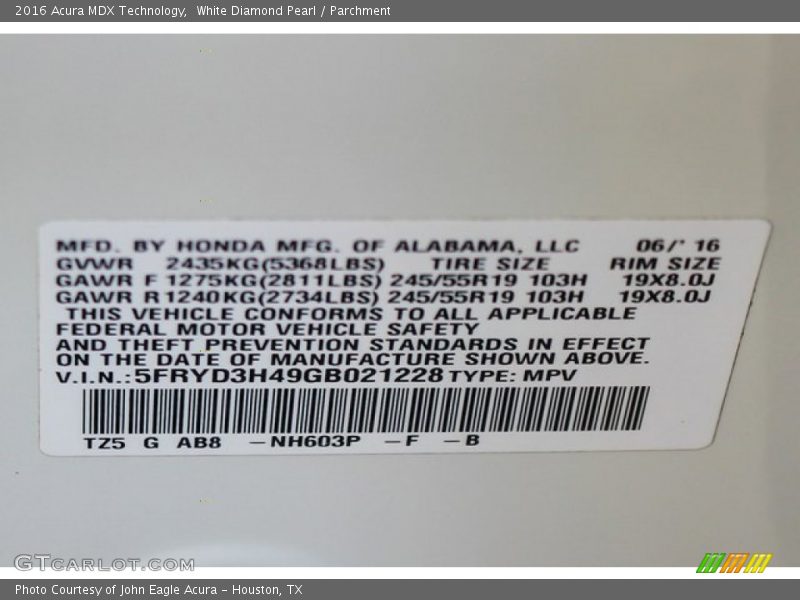 2016 Acura MDX Technology,  White Diamond Pearl / Parchment
MFD. BY HONDA MFG. OF ALABAMA, LLC 06/' 16
GVWR 2435KG(5368LBS) TIRE SIZE RIM SIZE
GAWR F 1275KG(2811LBS) 245/55R19 103H 19X8.0J
GAWR R 1240KG(2734LBS) 245/55R19 103H 19X8.0J
THIS VEHICLE CONFORMS TO ALL APPLICABLE
FEDERAL MOTOR VEHICLE SAFETY
AND THEFT PREVENTION STANDARDS IN EFFECT
ON THE DATE OF MANUFACTURE SHOWN ABOVE.
V.I.N.:5FRYD3H49GB021228 TYPE: MPV
TZ5 G AB8 -NH603P -F -B
GTCARLOT.COM
Photo Courtesy of John Eagle Acura - Houston, TX